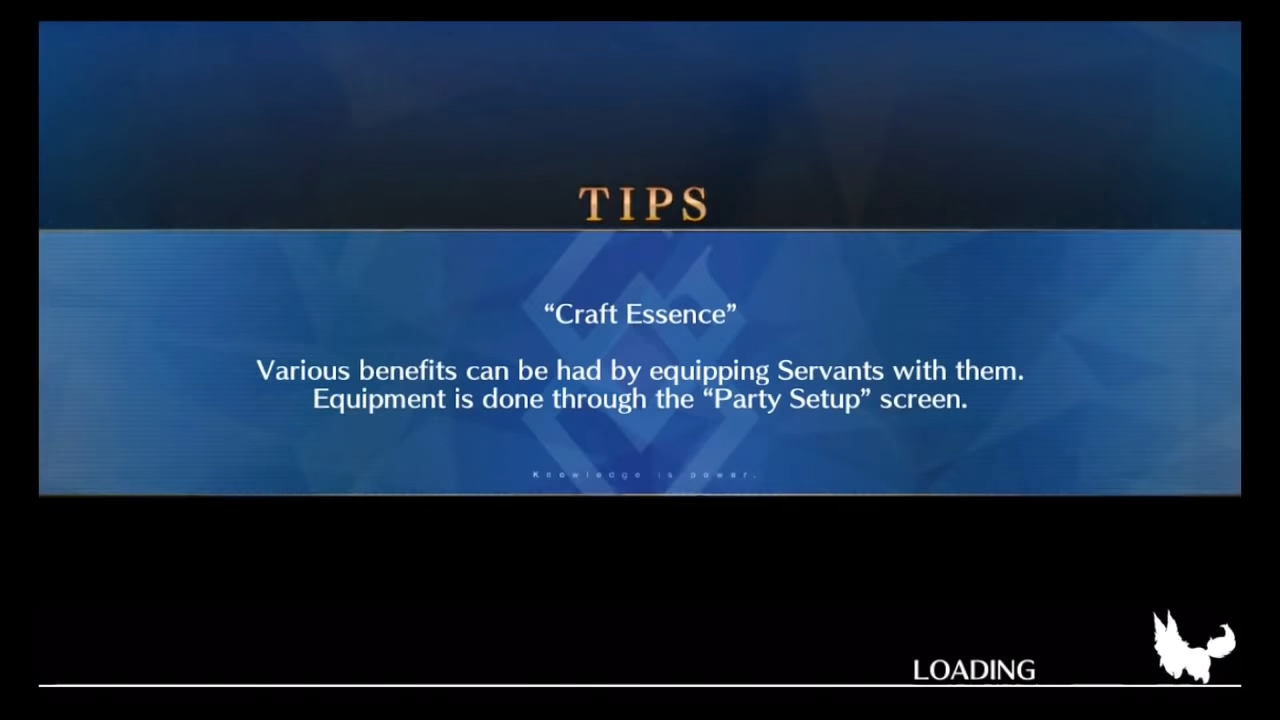 TIPS
“Craft Essence”
Various benefits can be had by equipping Servants with them.
Equipment is done through the “Party Setup” screen.
Knowledge is power.
LOADING